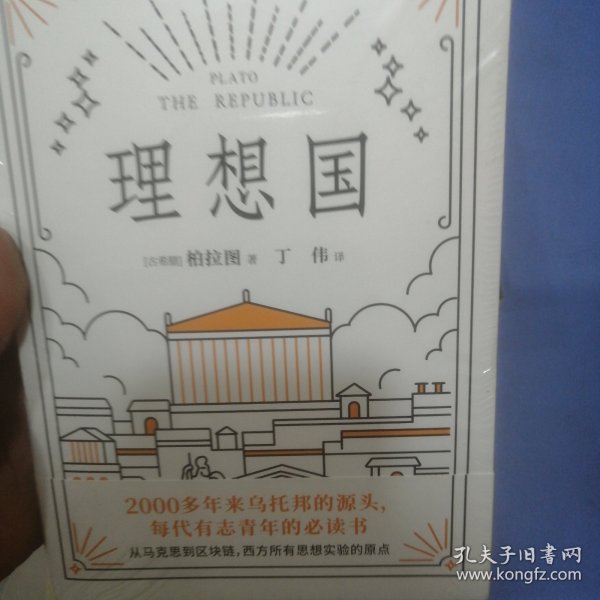 PLATO
THE REPUBLIC
理想国
[古希腊] 柏拉图 著 丁伟 译
2000多年来乌托邦的源头，
每代有志青年的必读书
从马克思到区块链，西方所有思想实验的原点
孔夫子旧书网
www.kongfz.com